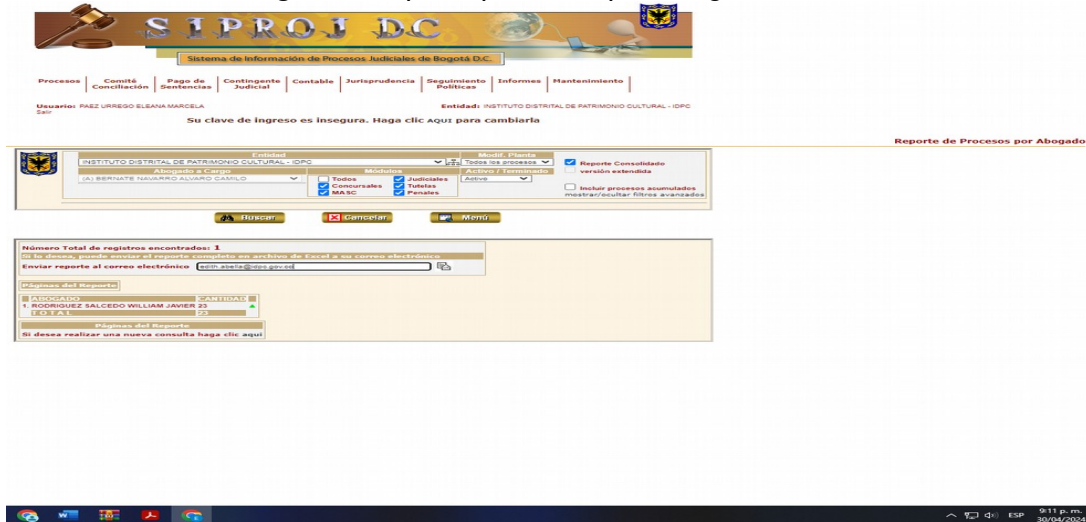 SIPROJ DC
Sistema de Información de Procesos Judiciales de Bogotá D.C.
Procesos Comité Conciliación Pago de Sentencias Contingente Judicial Contable Jurisprudencia Seguimiento Políticas Informes Mantenimiento
Usuario: PAEZ URREGO ELEANA MARCELA Entidad: INSTITUTO DISTRITAL DE PATRIMONIO CULTURAL - IDPC
Salir
Su clave de ingreso es insegura. Haga clic AQUI para cambiarla
Reporte de Procesos por Abogado
Entidad Modif. Planta
INSTITUTO DISTRITAL DE PATRIMONIO CULTURAL - IDPC Todos los procesos Reporte Consolidado
Abogado a Cargo Módulos Activo / Terminado versión extendida
(A) BERNATE NAVARRO ALVARO CAMILO Todos Judiciales Activo
Concursales Tutelas Incluir procesos acumulados
MASC Penales mostrar/ocultar filtros avanzados
Buscar Cancelar Menú
Número Total de registros encontrados: 1
Si lo desea, puede enviar el reporte completo en archivo de Excel a su correo electrónico
Enviar reporte al correo electrónico edith.abella@idpc.gov.co
Páginas del Reporte
ABOGADO CANTIDAD
1. RODRIGUEZ SALCEDO WILLIAM JAVIER 23
TOTAL 23
Páginas del Reporte
Si desea realizar una nueva consulta haga clic aquí
ESP 9:11 p. m.
30/04/2024